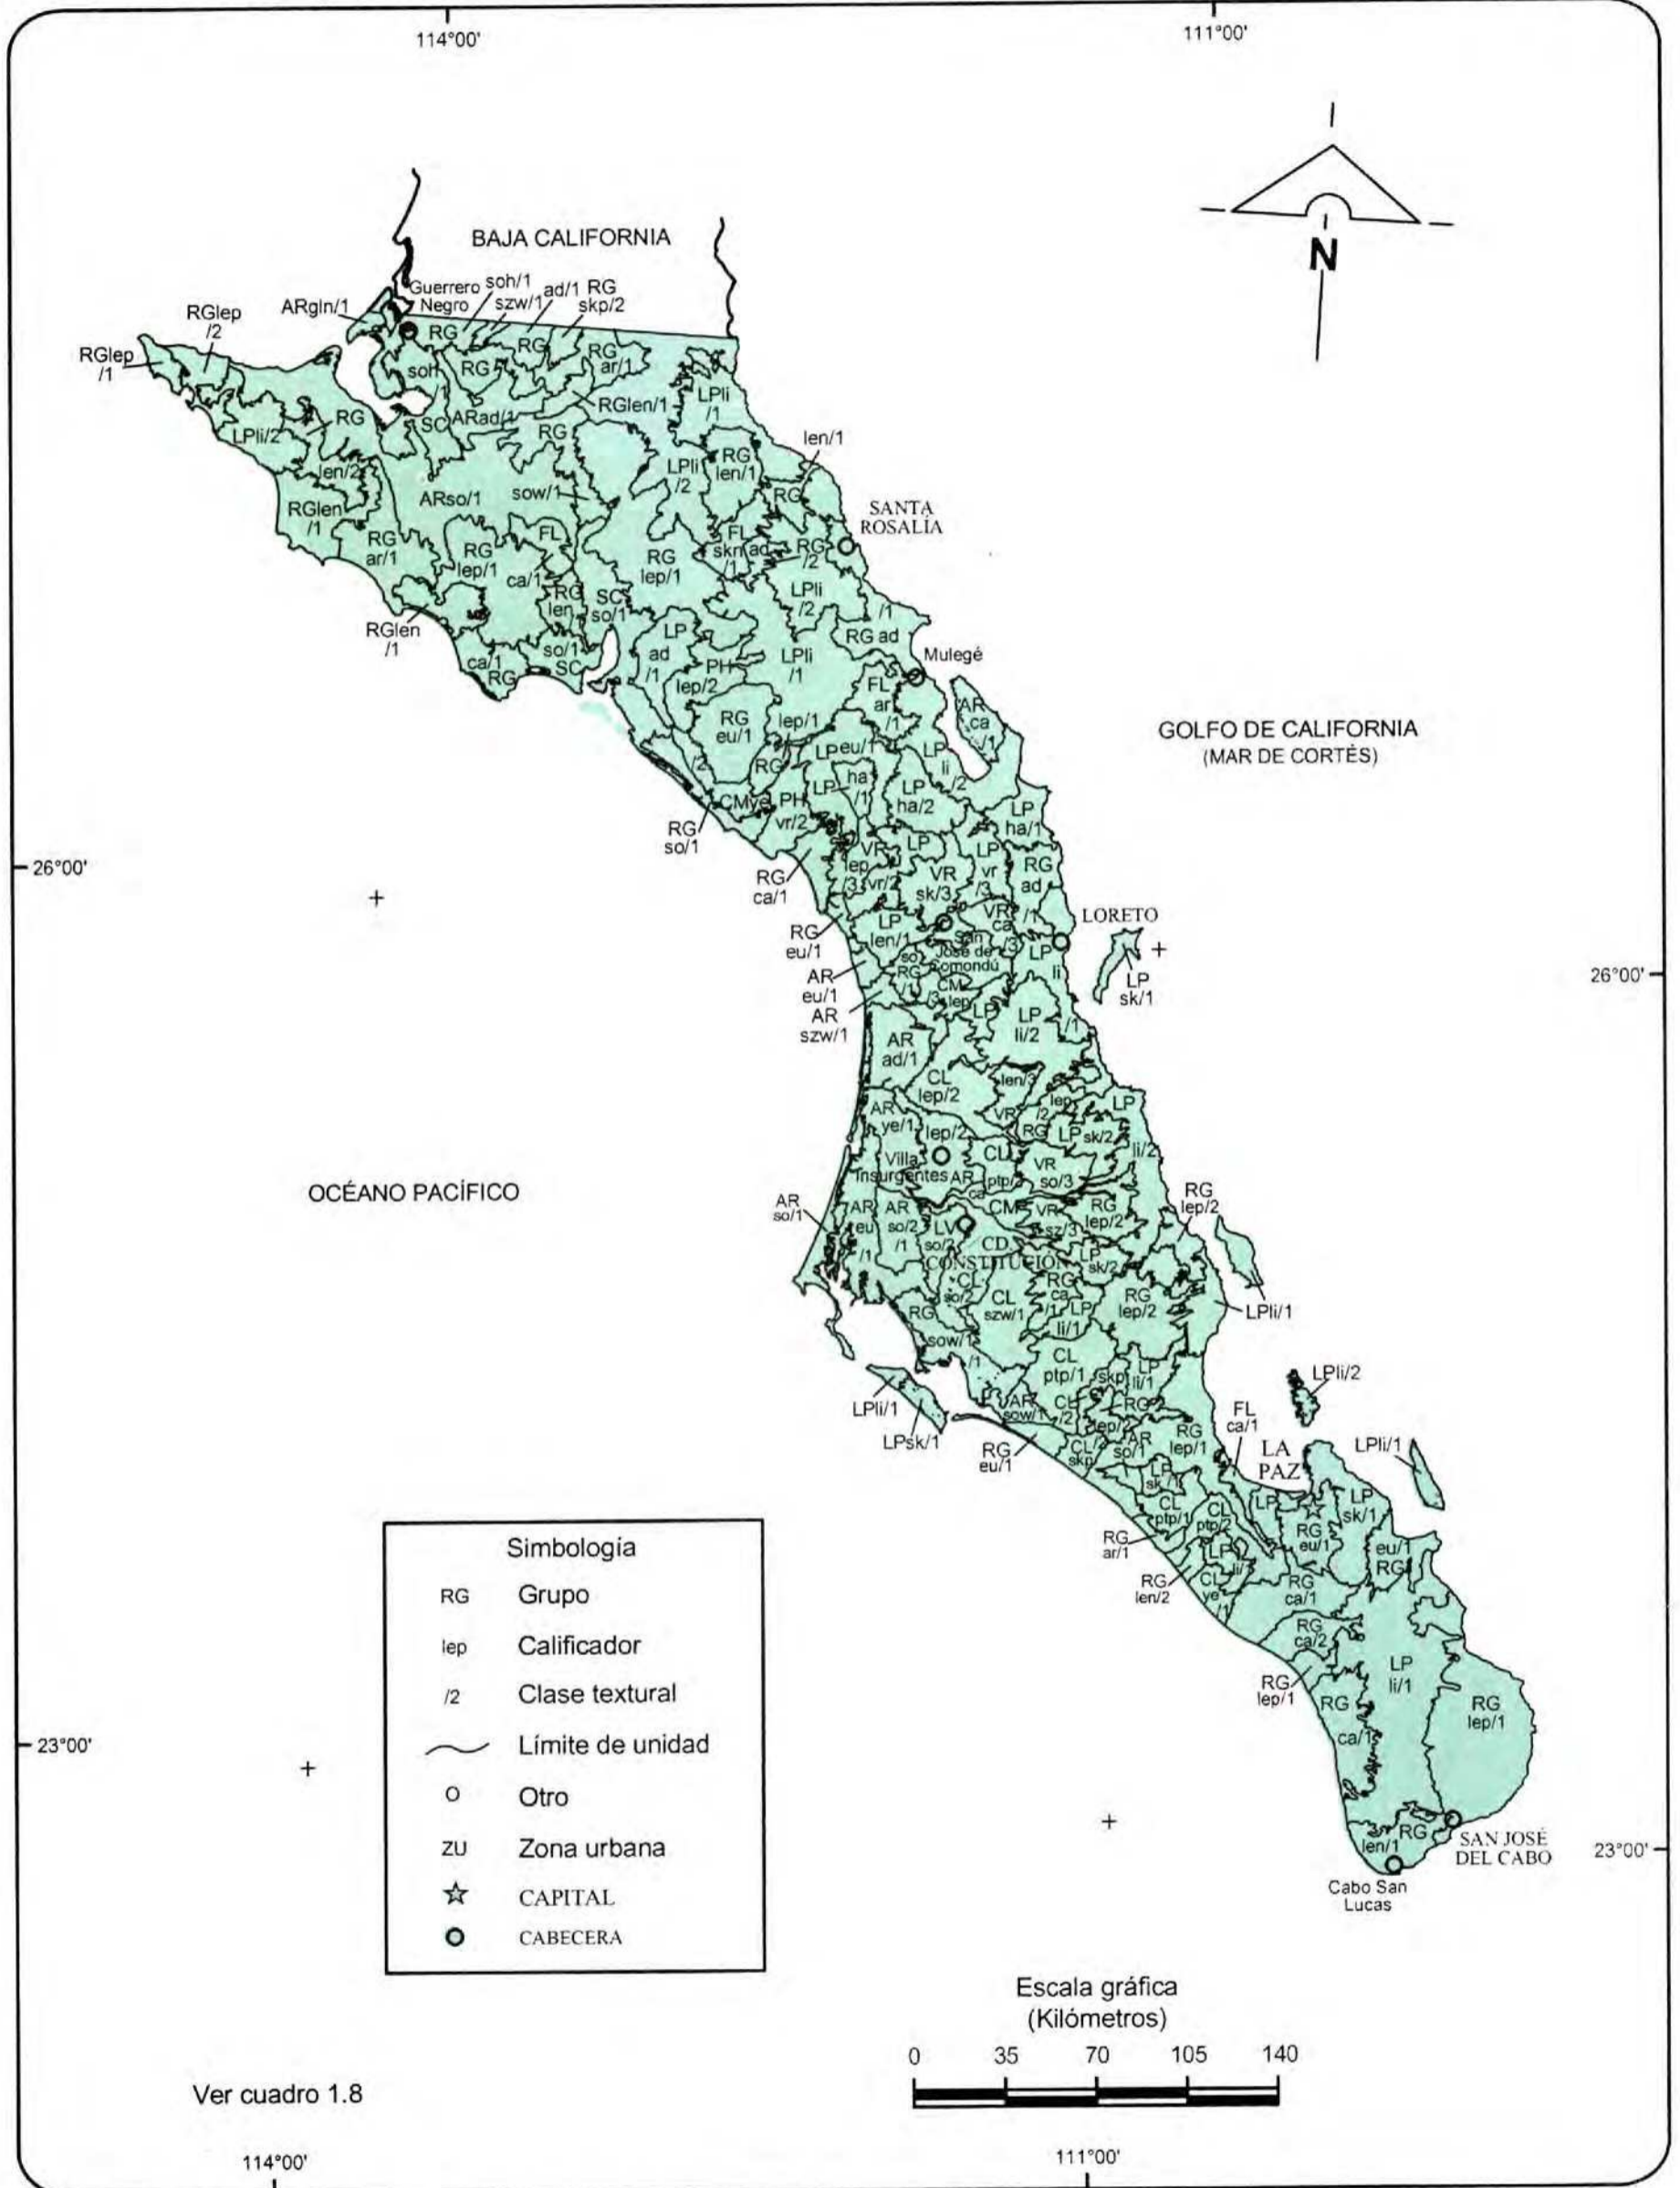 114°00'
111°00'
BAJA CALIFORNIA
N
Guerrero
Negro
soh/1
szw/1
ad/1
RG
skp/2
ARgln/1
RGlep
/2
RGlep
/1
RG
RG
RG
ar/1
soh
/1
RG
RGlen/1
LPli
/1
SC
ARad/1
RG
RG
LPli/2
len/2
len/1
RG
len/1
LPli
/2
RG
SANTA
ROSALÍA
ARso/1
sow/1
RGlen
/1
RG
ar/1
RG
lep/1
FL
ca/1
RG
len
SC
so/1
RG
lep/1
FL
skn
/1
ad
RG
/2
LPli
/2
/1
RG ad
RGlen
/1
ca/1
RG
so/1
SC
LP
ad
/1
PH
lep/2
LPli
/1
Mulegé
FL
ar
/1
AR
ca
/1
GOLFO DE CALIFORNIA
(MAR DE CORTÉS)
RG
eu/1
lep/1
LP
eu/1
LP
li
/2
/2
RG
LP
ha
/1
LP
ha/2
CMye
PH
vr/2
LP
ha/1
RG
so/1
26°00'
RG
ca/1
VR
lep
/3
vr/2
LP
VR
sk/3
LP
vr
/3
RG
ad
/1
LORETO
RG
eu/1
LP
len/1
VR
ca
/3
San
José de
Comondú
LP
li
/1
LP
sk/1
26°00'
AR
eu/1
so
RG
/1
CM
lep
/3
AR
szw/1
LP
LP
li/2
AR
ad/1
CL
lep/2
len/3
VR
lep
/2
RG
LP
li/2
AR
ye/1
lep/2
LP
sk/2
Villa
Insurgentes
AR
ca
CL
ptp/2
VR
so/3
OCÉANO PACÍFICO
AR
so/1
AR
eu
/1
AR
so/2
/1
LV
so/2
CM
VR
sz/3
RG
lep/2
RG
lep/2
CD.
CONSTITUCIÓN
LP
sk/2
CL
so/2
CL
szw/1
RG
ca
/1
LP
li/1
RG
lep/2
LPli/1
RG
sow/1
/1
CL
ptp/1
skp
LP
li/1
LPli/2
LPli/1
LPsk/1
AR
sow/1
CL
/2
RG
lep/2
RG
eu/1
CL/2
skp
AR
so/1
RG
lep/1
FL
ca/1
LA
PAZ
LPli/1
LP
sk/1
CL
ptp/1
CL
ptp/2
LP
LP
sk/1
RG
ar/1
LP
li/1
RG
eu/1
eu/1
RG
RG
len/2
CL
ye
/1
RG
ca/1
RG
ca/2
RG
lep/1
LP
li/1
RG
ca/1
RG
lep/1
23°00'
RG
len/1
SAN JOSÉ
DEL CABO
23°00'
Cabo San
Lucas
Simbología
RG Grupo
lep Calificador
/2 Clase textural
Límite de unidad
Otro
ZU Zona urbana
CAPITAL
CABECERA
Escala gráfica
(Kilómetros)
0 35 70 105 140
Ver cuadro 1.8
114°00'
111°00'